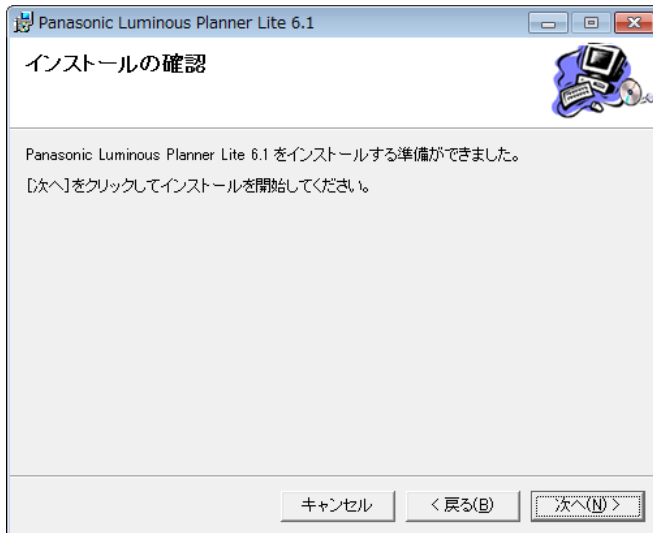 Panasonic Luminous Planner Lite 6.1
インストールの確認
Panasonic Luminous Planner Lite 6.1 をインストールする準備ができました。
[次へ]をクリックしてインストールを開始してください。
キャンセル
< 戻る(B)
次へ(N) >